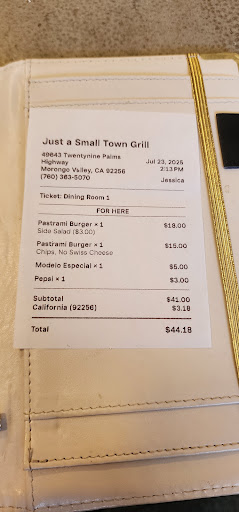 Just a Small Town Grill
49643 Twentynine Palms
Highway
Morongo Valley, CA 92256
(760) 363-5070
Jul 23, 2025
2:13 PM
Jessica
Ticket: Dining Room 1
FOR HERE
Pastrami Burger × 1 $18.00
Side Salad ($3.00)
Pastrami Burger × 1 $15.00
Chips, No Swiss Cheese
Modelo Especial × 1 $5.00
Pepsi × 1 $3.00
Subtotal $41.00
California (92256) $3.18
Total $44.18